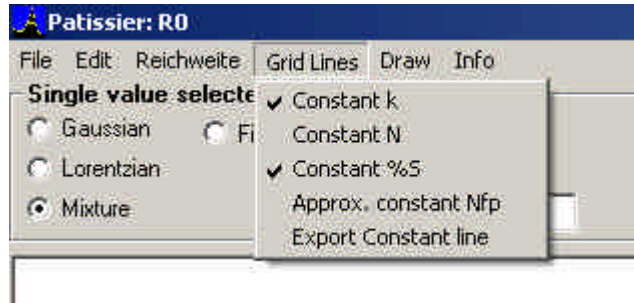 Patissier: R0
File Edit Reichweite Grid Lines Draw Info
Single value selecte
Gaussian Fi
Lorentzian
Mixture
Constant k
Constant N
Constant %S
Approx. constant Nfp
Export Constant line